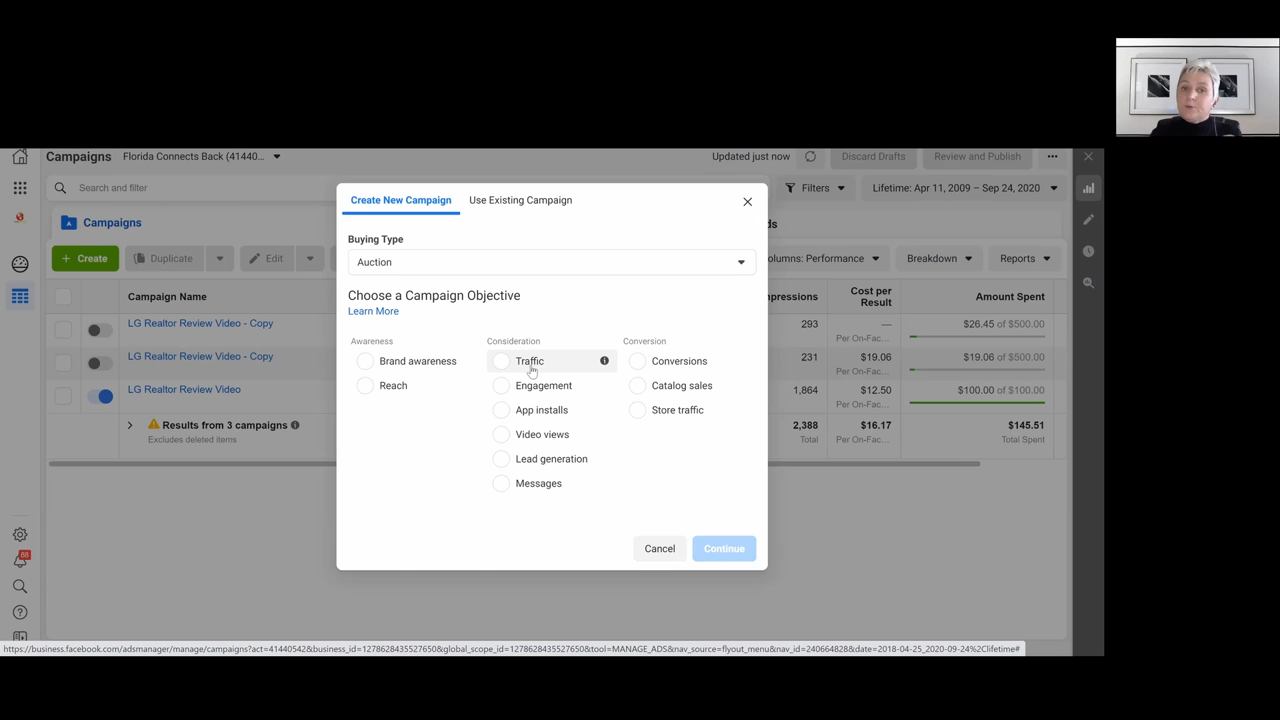 Campaigns
Florida Connects Back (41440...
Updated just now
Discard Drafts
Review and Publish
Search and filter
Filters
Lifetime: Apr 11, 2009 – Sep 24, 2020
Campaigns
ds
+ Create
Duplicate
Edit
olumns: Performance
Breakdown
Reports
Campaign Name
npressions
Cost per
Result
Amount Spent
LG Realtor Review Video - Copy
293
—
Per On-Fac...
$26.45 of $500.00
LG Realtor Review Video - Copy
231
$19.06
Per On-Fac...
$19.06 of $500.00
LG Realtor Review Video
1,864
$12.50
Per On-Fac...
$100.00 of $100.00
Results from 3 campaigns
Excludes deleted items
2,388
Total
$16.17
Per On-Fac...
$145.51
Total Spent
Create New Campaign
Use Existing Campaign
Buying Type
Auction
Choose a Campaign Objective
Learn More
Awareness
Consideration
Conversion
Brand awareness
Traffic
Conversions
Reach
Engagement
Catalog sales
App installs
Store traffic
Video views
Lead generation
Messages
Cancel
Continue
88
https://business.facebook.com/adsmanager/manage/campaigns?act=41440542&business_id=1278628435527650&global_scope_id=1278628435527650&tool=MANAGE_ADS&nav_source=flyout_menu&nav_id=240664828&date=2018-04-25_2020-09-24%2Clifetime#